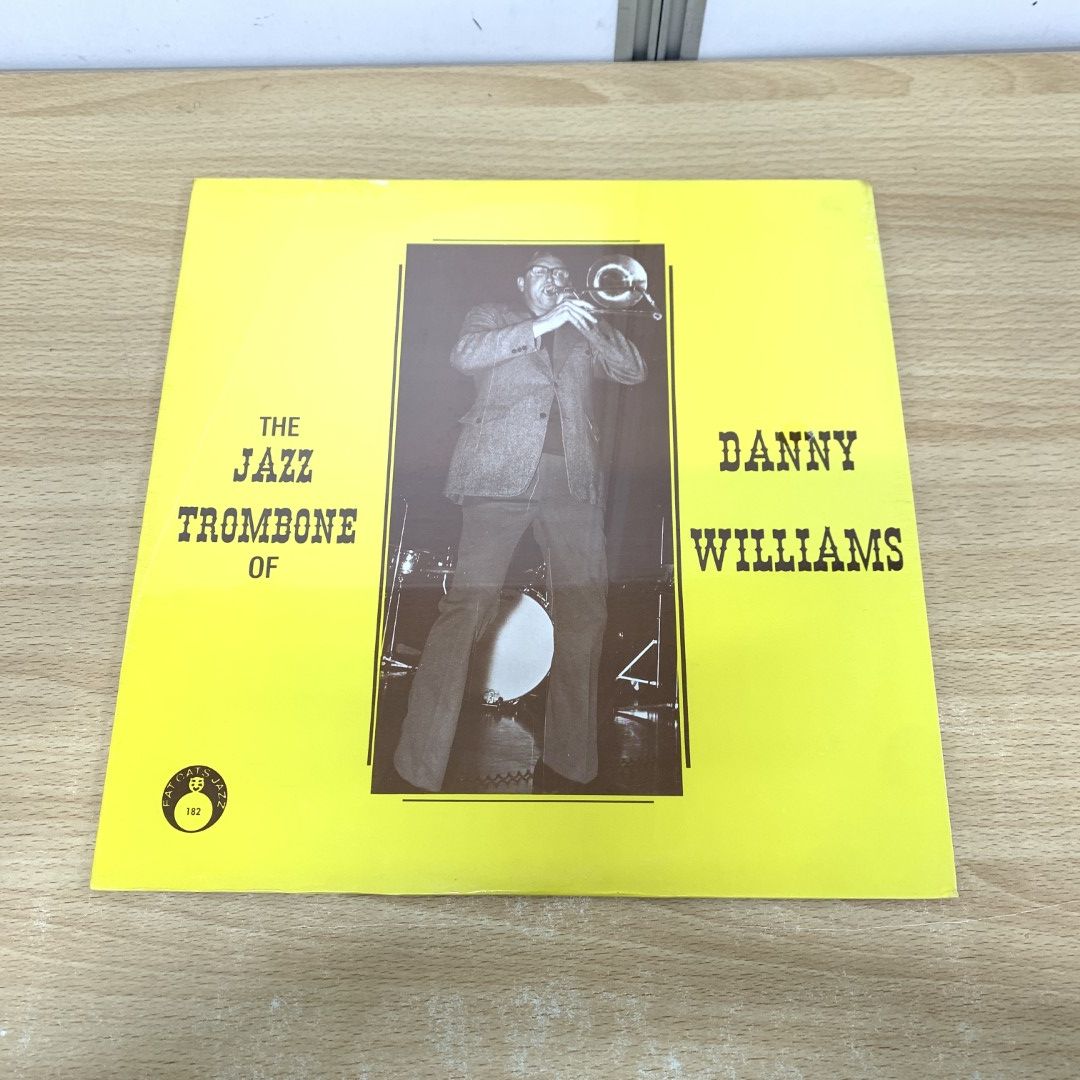 THE
JAZZ
TROMBONE
OF
DANNY
WILLIAMS
FAT CATS JAZZ
182